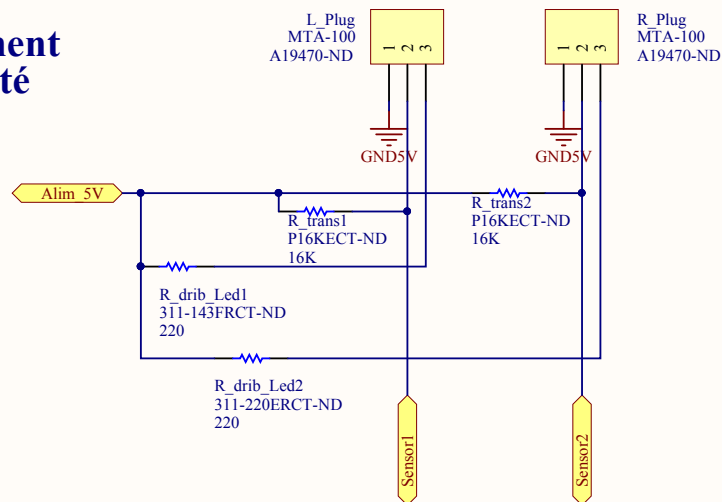 nent
té
L_Plug
MTA-100
A19470-ND
1 2 3
R_Plug
MTA-100
A19470-ND
1 2 3
GND5V
GND5V
Alim_5V
R_trans1
P16KECT-ND
16K
R_trans2
P16KECT-ND
16K
R_drib_Led1
311-143FRCT-ND
220
R_drib_Led2
311-220ERCT-ND
220
Sensor1
Sensor2